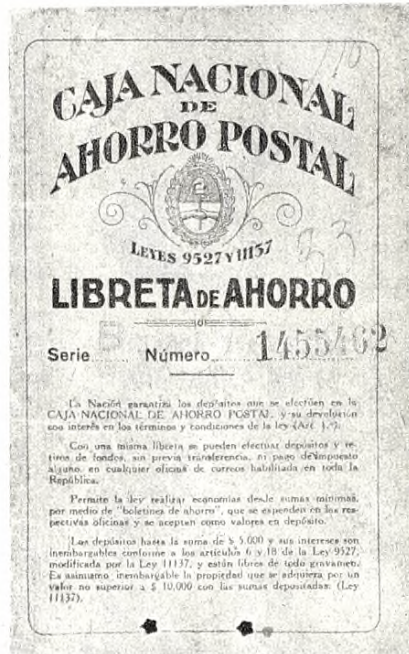 CAJA NACIONAL
DE
AHORRO POSTAL
LEYES 9527 Y 11137
LIBRETA DE AHORRO
Serie Número 1455462
La Nación garantiza los depósitos que se efectúen en la
CAJA NACIONAL DE AHORRO POSTAL, y su devolución
con interés en los términos y condiciones de la ley (Art. 1.º).
Con una misma libreta se pueden efectuar depósitos y re-
tiros de fondos, sin previa transferencia, ni pago de impuesto
alguno, en cualquier oficina de correos habilitada en toda la
República.
Permite la ley realizar economías desde sumas mínimas,
por medio de "boletines de ahorro", que se expenden en las res-
pectivas oficinas y se aceptan como valores en depósito.
Los depósitos hasta la suma de $ 5.000 y sus intereses son
inembargables conforme a los artículos 6 y 18 de la Ley 9527,
modificada por la Ley 11137, y están libres de todo gravamen.
Es asimismo inembargable la propiedad que se adquiera por un
valor no superior a $ 10.000 con las sumas depositadas: (Ley
11137).